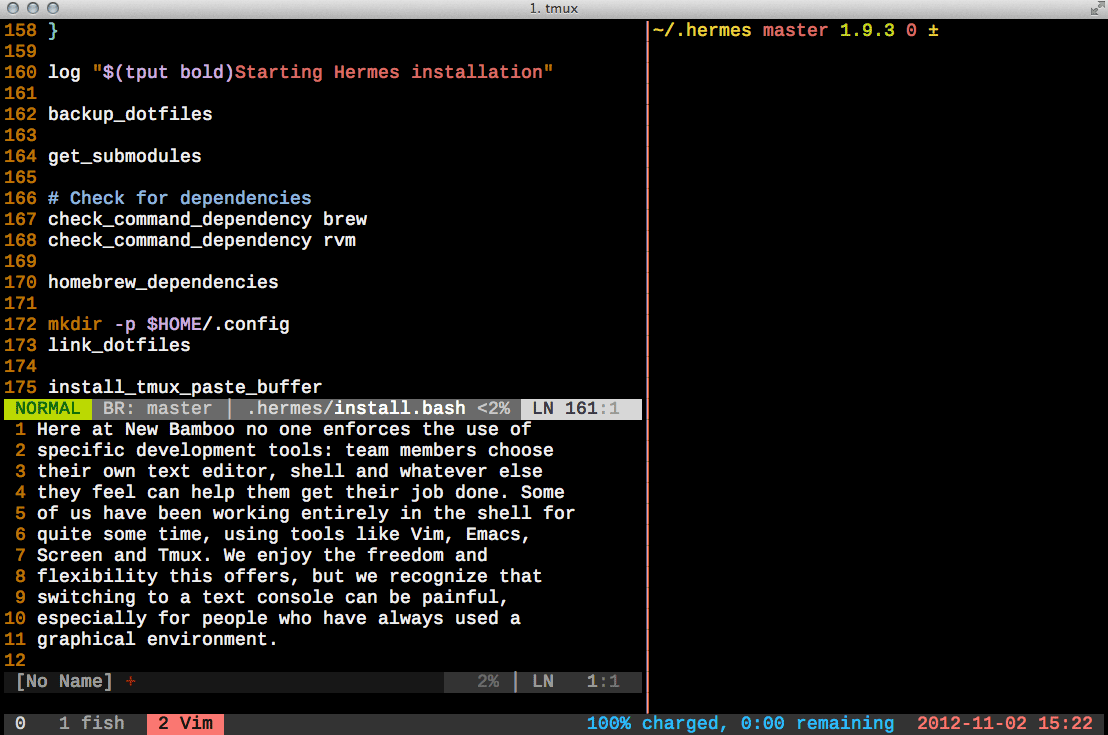 1. tmux
158 }
159
160 log "$(tput bold)Starting Hermes installation"
161
162 backup_dotfiles
163
164 get_submodules
165
166 # Check for dependencies
167 check_command_dependency brew
168 check_command_dependency rvm
169
170 homebrew_dependencies
171
172 mkdir -p $HOME/.config
173 link_dotfiles
174
175 install_tmux_paste_buffer
NORMAL BR: master | .hermes/install.bash <2% LN 161:1
1 Here at New Bamboo no one enforces the use of
2 specific development tools: team members choose
3 their own text editor, shell and whatever else
4 they feel can help them get their job done. Some
5 of us have been working entirely in the shell for
6 quite some time, using tools like Vim, Emacs,
7 Screen and Tmux. We enjoy the freedom and
8 flexibility this offers, but we recognize that
9 switching to a text console can be painful,
10 especially for people who have always used a
11 graphical environment.
12
[No Name] + 2% | LN 1:1
~/.hermes master 1.9.3 0 ±
0 1 fish 2 Vim 100% charged, 0:00 remaining 2012-11-02 15:22